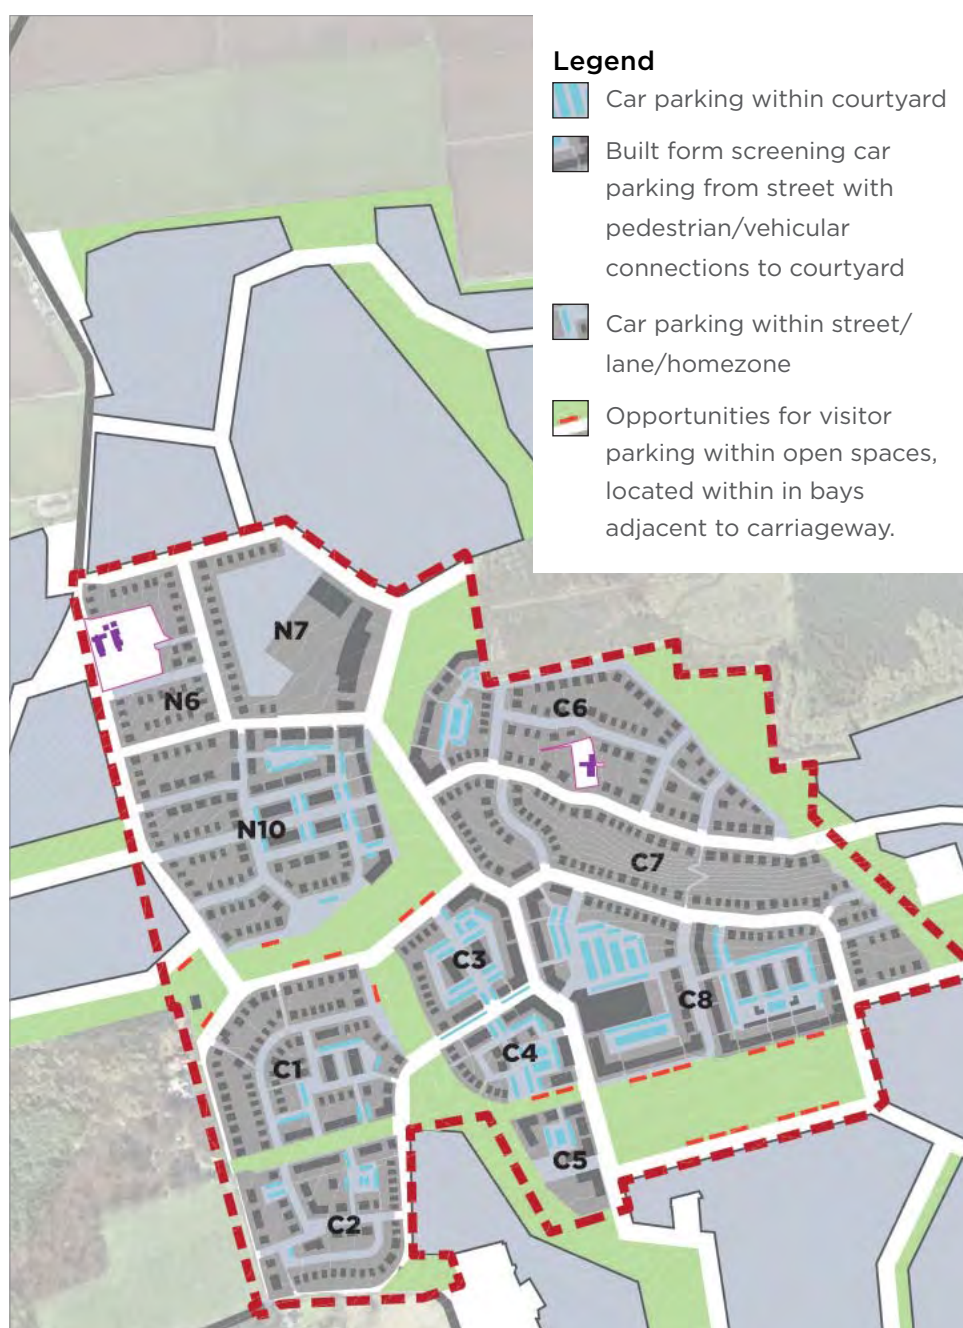 Legend
Car parking within courtyard
Built form screening car
parking from street with
pedestrian/vehicular
connections to courtyard
Car parking within street/
lane/homezone
Opportunities for visitor
parking within open spaces,
located within in bays
adjacent to carriageway.
N7
N6
C6
N10
C7
C3
C8
C4
C1
C5
C2